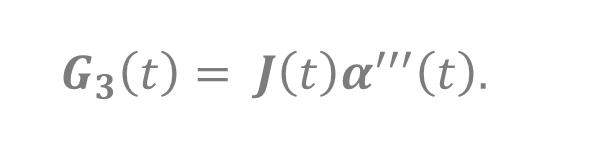 G₃(t) = J(t)α′′′(t).